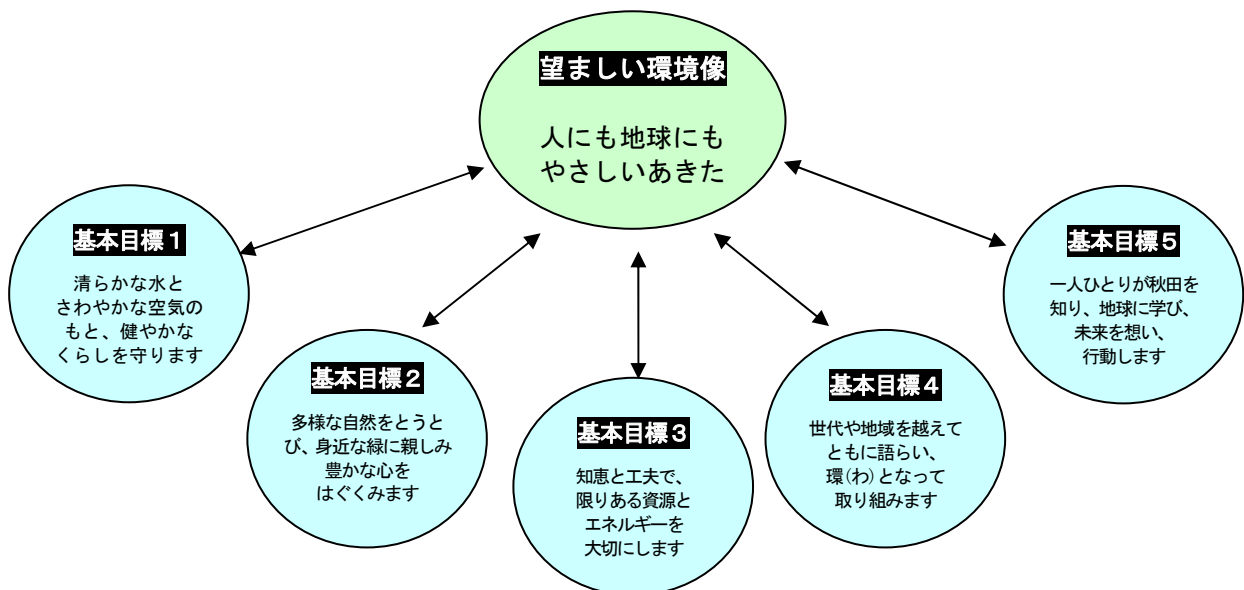 望ましい環境像
人にも地球にも
やさしいあきた
基本目標１
清らかな水と
さわやかな空気の
もと、健やかな
くらしを守ります
基本目標２
多様な自然をとうと
び、身近な緑に親しみ
豊かな心を
はぐくみます
基本目標３
知恵と工夫で、
限りある資源と
エネルギーを
大切にします
基本目標４
世代や地域を越えて
ともに語らい、
環(わ)となって
取り組みます
基本目標５
一人ひとりが秋田を
知り、地球に学び、
未来を想い、
行動します